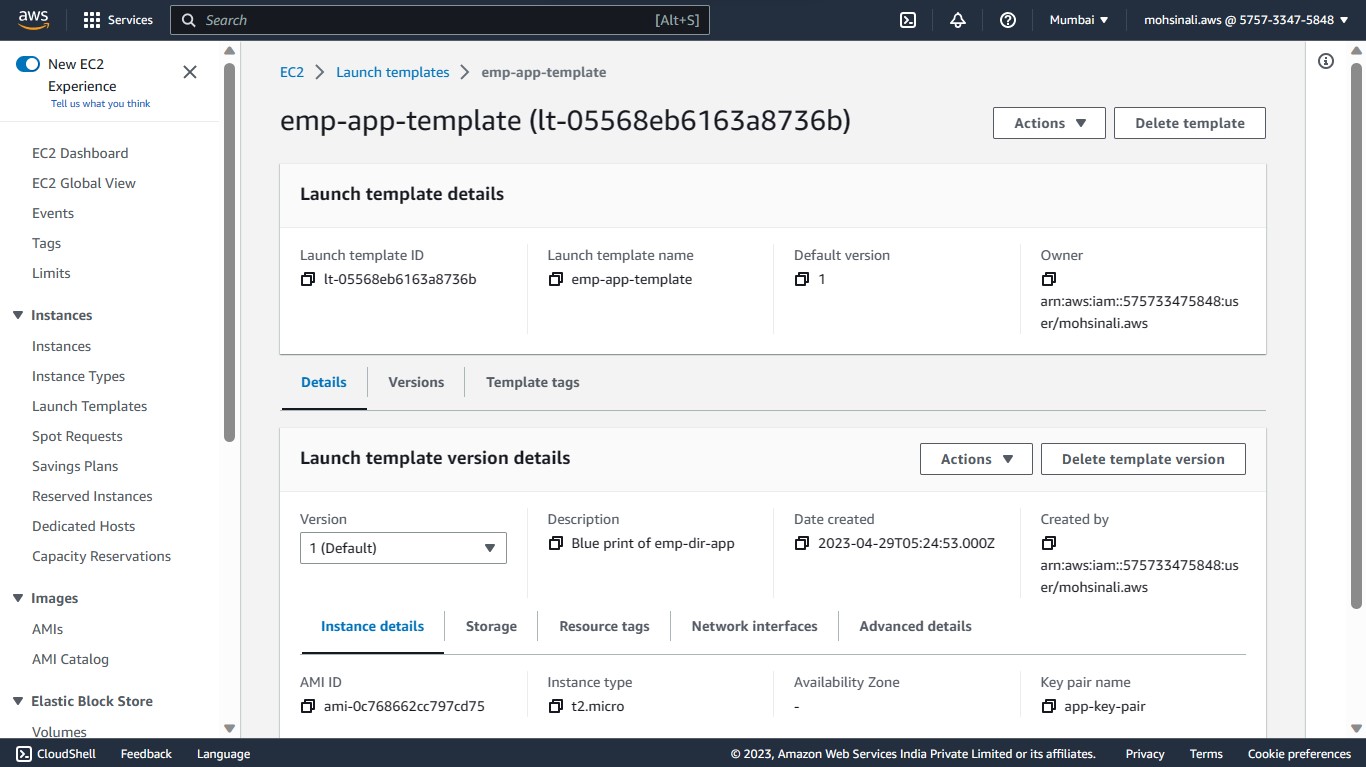 aws
Services
Search
[Alt+S]
Mumbai
mohsinali.aws @ 5757-3347-5848
New EC2
Experience
Tell us what you think
EC2 Dashboard
EC2 Global View
Events
Tags
Limits
Instances
Instances
Instance Types
Launch Templates
Spot Requests
Savings Plans
Reserved Instances
Dedicated Hosts
Capacity Reservations
Images
AMIs
AMI Catalog
Elastic Block Store
Volumes
EC2 > Launch templates > emp-app-template
emp-app-template (lt-05568eb6163a8736b)
Actions
Delete template
Launch template details
Launch template ID
lt-05568eb6163a8736b
Launch template name
emp-app-template
Default version
1
Owner
arn:aws:iam::575733475848:us
er/mohsinali.aws
Details
Versions
Template tags
Launch template version details
Actions
Delete template version
Version
1 (Default)
Description
Blue print of emp-dir-app
Date created
2023-04-29T05:24:53.000Z
Created by
arn:aws:iam::575733475848:us
er/mohsinali.aws
Instance details
Storage
Resource tags
Network interfaces
Advanced details
AMI ID
ami-0c768662cc797cd75
Instance type
t2.micro
Availability Zone
-
Key pair name
app-key-pair
CloudShell
Feedback
Language
© 2023, Amazon Web Services India Private Limited or its affiliates.
Privacy
Terms
Cookie preferences